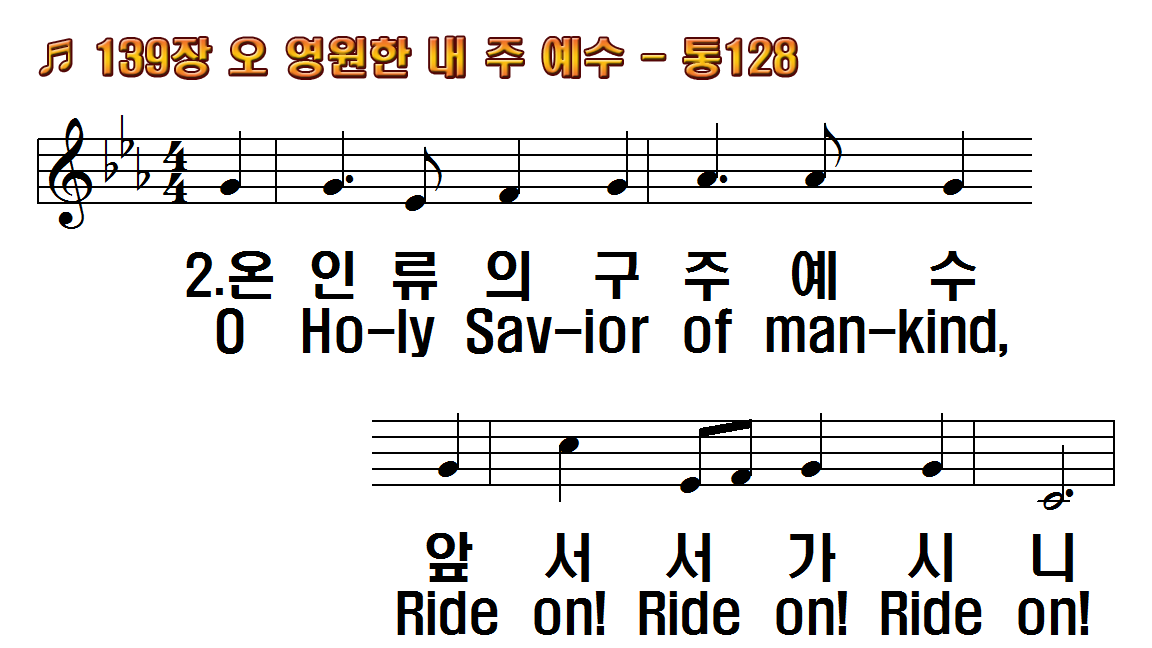 ♬ 139장 오 영원한 내 주 예수 - 통128
2.온 인 류 의 구 주 예 수
O Ho-ly Sav-ior of man-kind,
앞 서 서 가 시 니
Ride on! Ride on! Ride on!